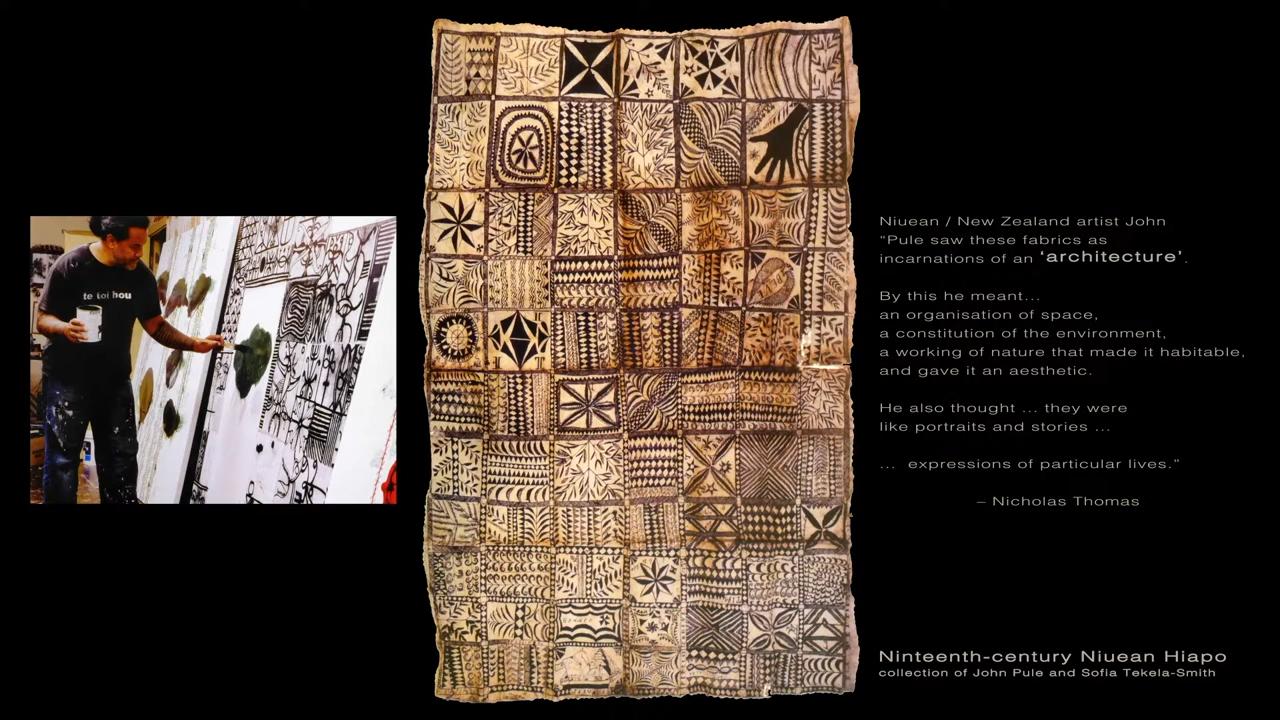 te toi hou
Niuean / New Zealand artist John
"Pule saw these fabrics as
incarnations of an ‘architecture’.
By this he meant...
an organisation of space,
a constitution of the environment,
a working of nature that made it habitable,
and gave it an aesthetic.
He also thought ... they were
like portraits and stories ...
... expressions of particular lives."
– Nicholas Thomas
Ninteenth-century Niuean Hiapo
collection of John Pule and Sofia Tekela-Smith